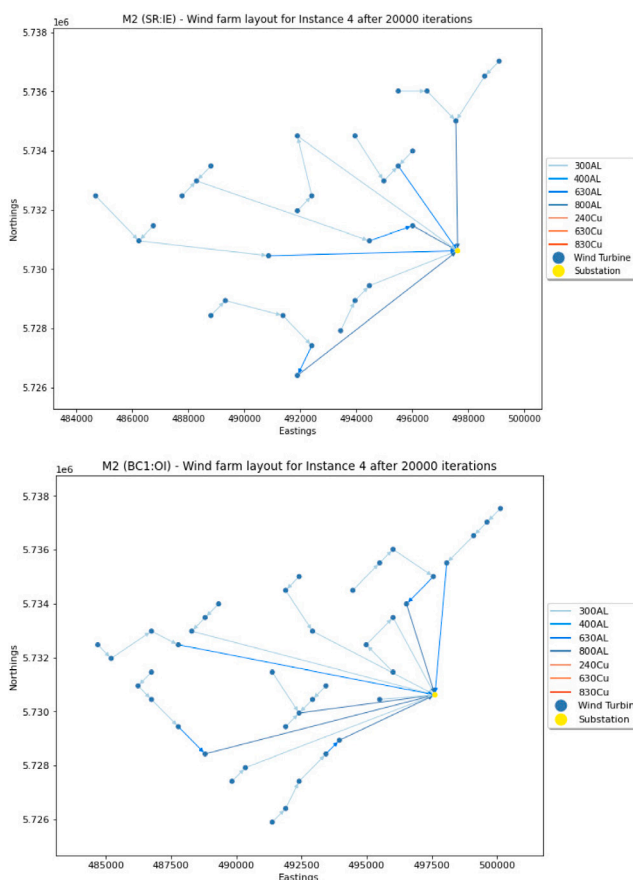 M2 (SR:IE) - Wind farm layout for Instance 4 after 20000 iterations
1e6
5.738
5.736
5.734
5.732
5.730
5.728
5.726
Northings
484000 486000 488000 490000 492000 494000 496000 498000 500000
Eastings
300AL
400AL
630AL
800AL
240Cu
630Cu
830Cu
Wind Turbine
Substation
M2 (BC1:OI) - Wind farm layout for Instance 4 after 20000 iterations
1e6
5.738
5.736
5.734
5.732
5.730
5.728
5.726
Northings
485000 487500 490000 492500 495000 497500 500000
Eastings
300AL
400AL
630AL
800AL
240Cu
630Cu
830Cu
Wind Turbin
Substation